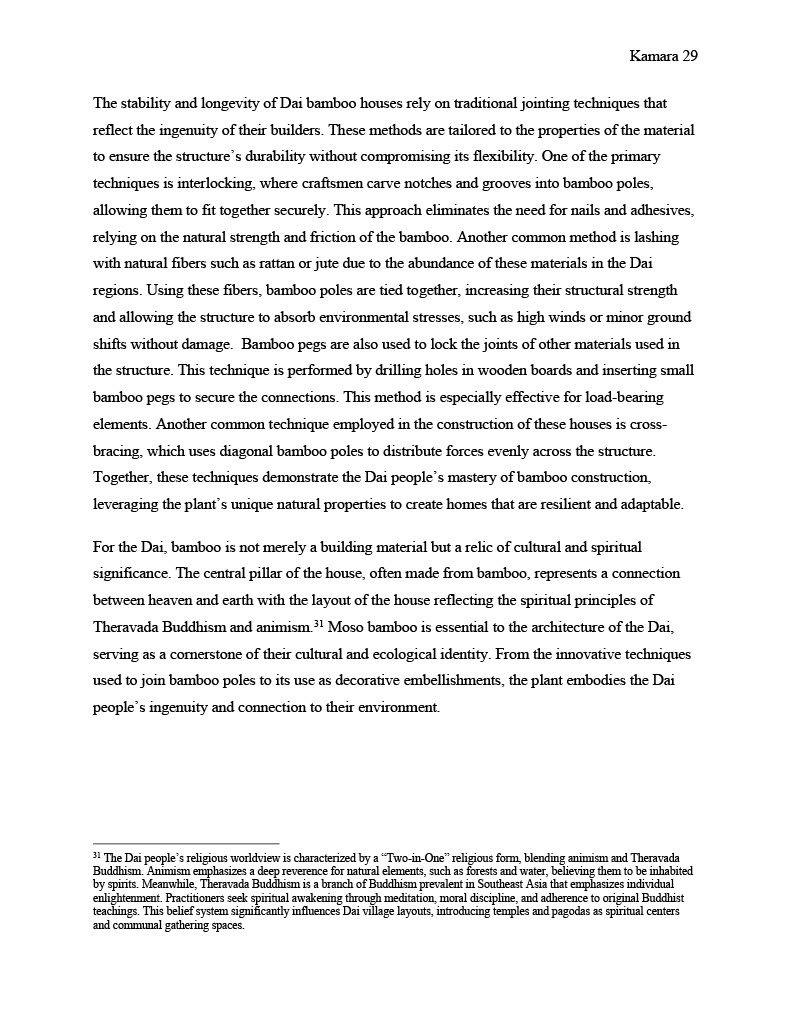 Kamara 29
The stability and longevity of Dai bamboo houses rely on traditional jointing techniques that
reflect the ingenuity of their builders. These methods are tailored to the properties of the material
to ensure the structure’s durability without compromising its flexibility. One of the primary
techniques is interlocking, where craftsmen carve notches and grooves into bamboo poles,
allowing them to fit together securely. This approach eliminates the need for nails and adhesives,
relying on the natural strength and friction of the bamboo. Another common method is lashing
with natural fibers such as rattan or jute due to the abundance of these materials in the Dai
regions. Using these fibers, bamboo poles are tied together, increasing their structural strength
and allowing the structure to absorb environmental stresses, such as high winds or minor ground
shifts without damage.  Bamboo pegs are also used to lock the joints of other materials used in
the structure. This technique is performed by drilling holes in wooden boards and inserting small
bamboo pegs to secure the connections. This method is especially effective for load-bearing
elements. Another common technique employed in the construction of these houses is cross-
bracing, which uses diagonal bamboo poles to distribute forces evenly across the structure.
Together, these techniques demonstrate the Dai people’s mastery of bamboo construction,
leveraging the plant’s unique natural properties to create homes that are resilient and adaptable.
For the Dai, bamboo is not merely a building material but a relic of cultural and spiritual
significance. The central pillar of the house, often made from bamboo, represents a connection
between heaven and earth with the layout of the house reflecting the spiritual principles of
Theravada Buddhism and animism.³¹ Moso bamboo is essential to the architecture of the Dai,
serving as a cornerstone of their cultural and ecological identity. From the innovative techniques
used to join bamboo poles to its use as decorative embellishments, the plant embodies the Dai
people’s ingenuity and connection to their environment.
³¹ The Dai people’s religious worldview is characterized by a “Two-in-One” religious form, blending animism and Theravada
Buddhism. Animism emphasizes a deep reverence for natural elements, such as forests and water, believing them to be inhabited
by spirits. Meanwhile, Theravada Buddhism is a branch of Buddhism prevalent in Southeast Asia that emphasizes individual
enlightenment. Practitioners seek spiritual awakening through meditation, moral discipline, and adherence to original Buddhist
teachings. This belief system significantly influences Dai village layouts, introducing temples and pagodas as spiritual centers
and communal gathering spaces.